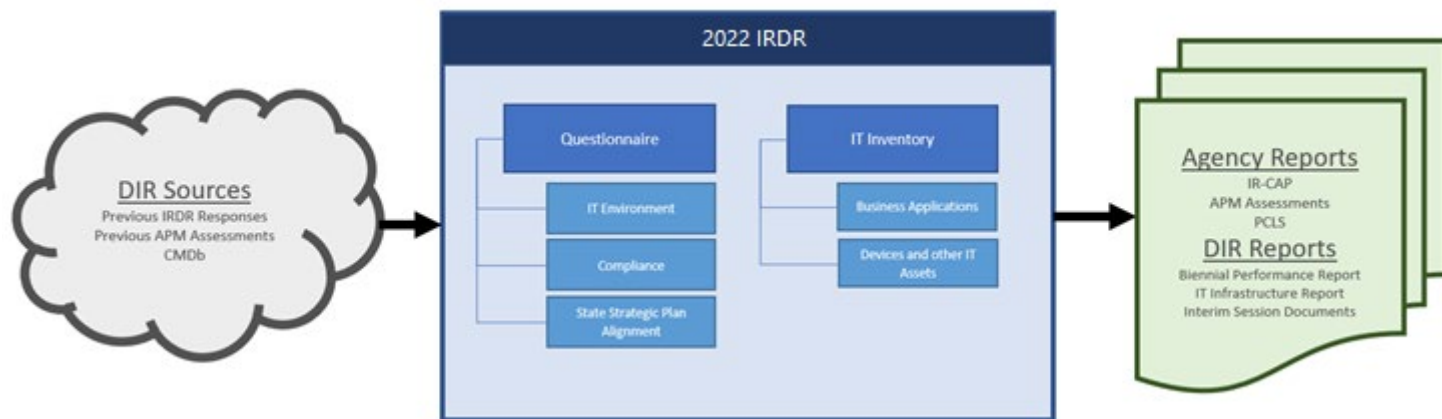 2022 IRDR
DIR Sources
Previous IRDR Responses
Previous APM Assessments
CMDb
Questionnaire
IT Environment
Compliance
State Strategic Plan
Alignment
IT Inventory
Business Applications
Devices and other IT
Assets
Agency Reports
IR-CAP
APM Assessments
PCLS
DIR Reports
Biennial Performance Report
IT Infrastructure Report
Interim Session Documents